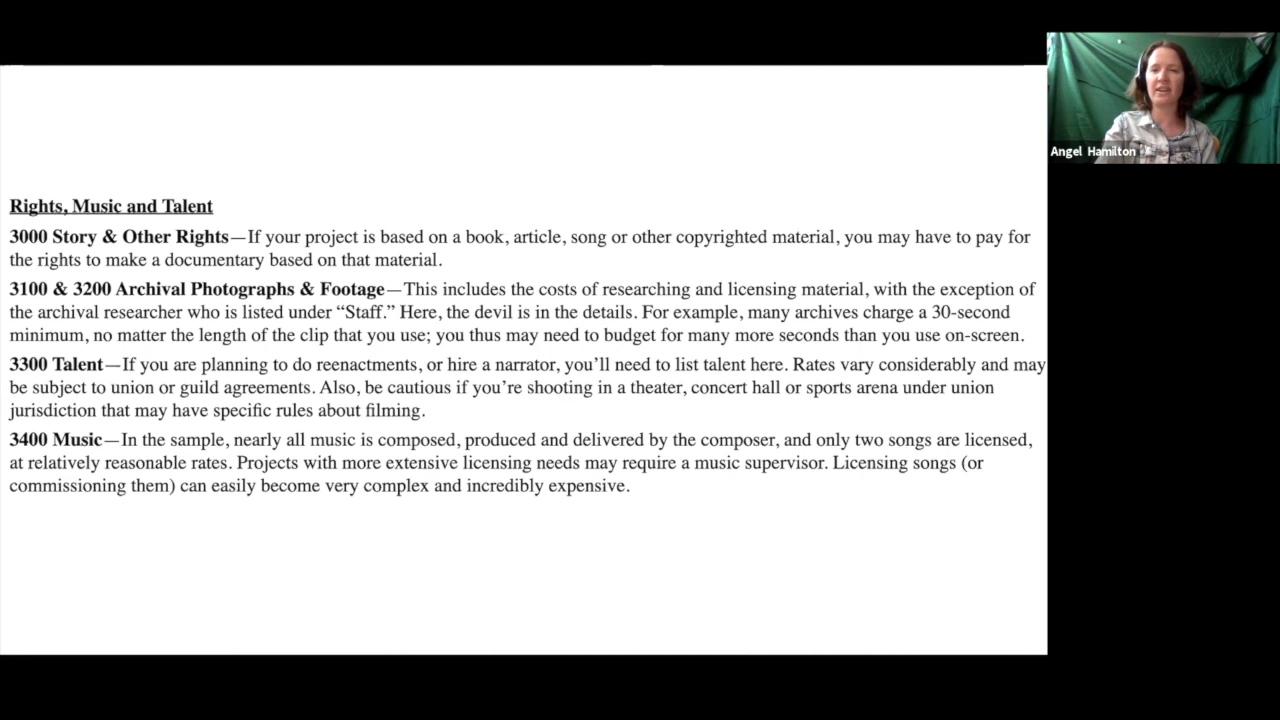 Rights, Music and Talent
3000 Story & Other Rights—If your project is based on a book, article, song or other copyrighted material, you may have to pay for
the rights to make a documentary based on that material.
3100 & 3200 Archival Photographs & Footage—This includes the costs of researching and licensing material, with the exception of
the archival researcher who is listed under “Staff.” Here, the devil is in the details. For example, many archives charge a 30-second
minimum, no matter the length of the clip that you use; you thus may need to budget for many more seconds than you use on-screen.
3300 Talent—If you are planning to do reenactments, or hire a narrator, you’ll need to list talent here. Rates vary considerably and may
be subject to union or guild agreements. Also, be cautious if you’re shooting in a theater, concert hall or sports arena under union
jurisdiction that may have specific rules about filming.
3400 Music—In the sample, nearly all music is composed, produced and delivered by the composer, and only two songs are licensed,
at relatively reasonable rates. Projects with more extensive licensing needs may require a music supervisor. Licensing songs (or
commissioning them) can easily become very complex and incredibly expensive.
Angel Hamilton